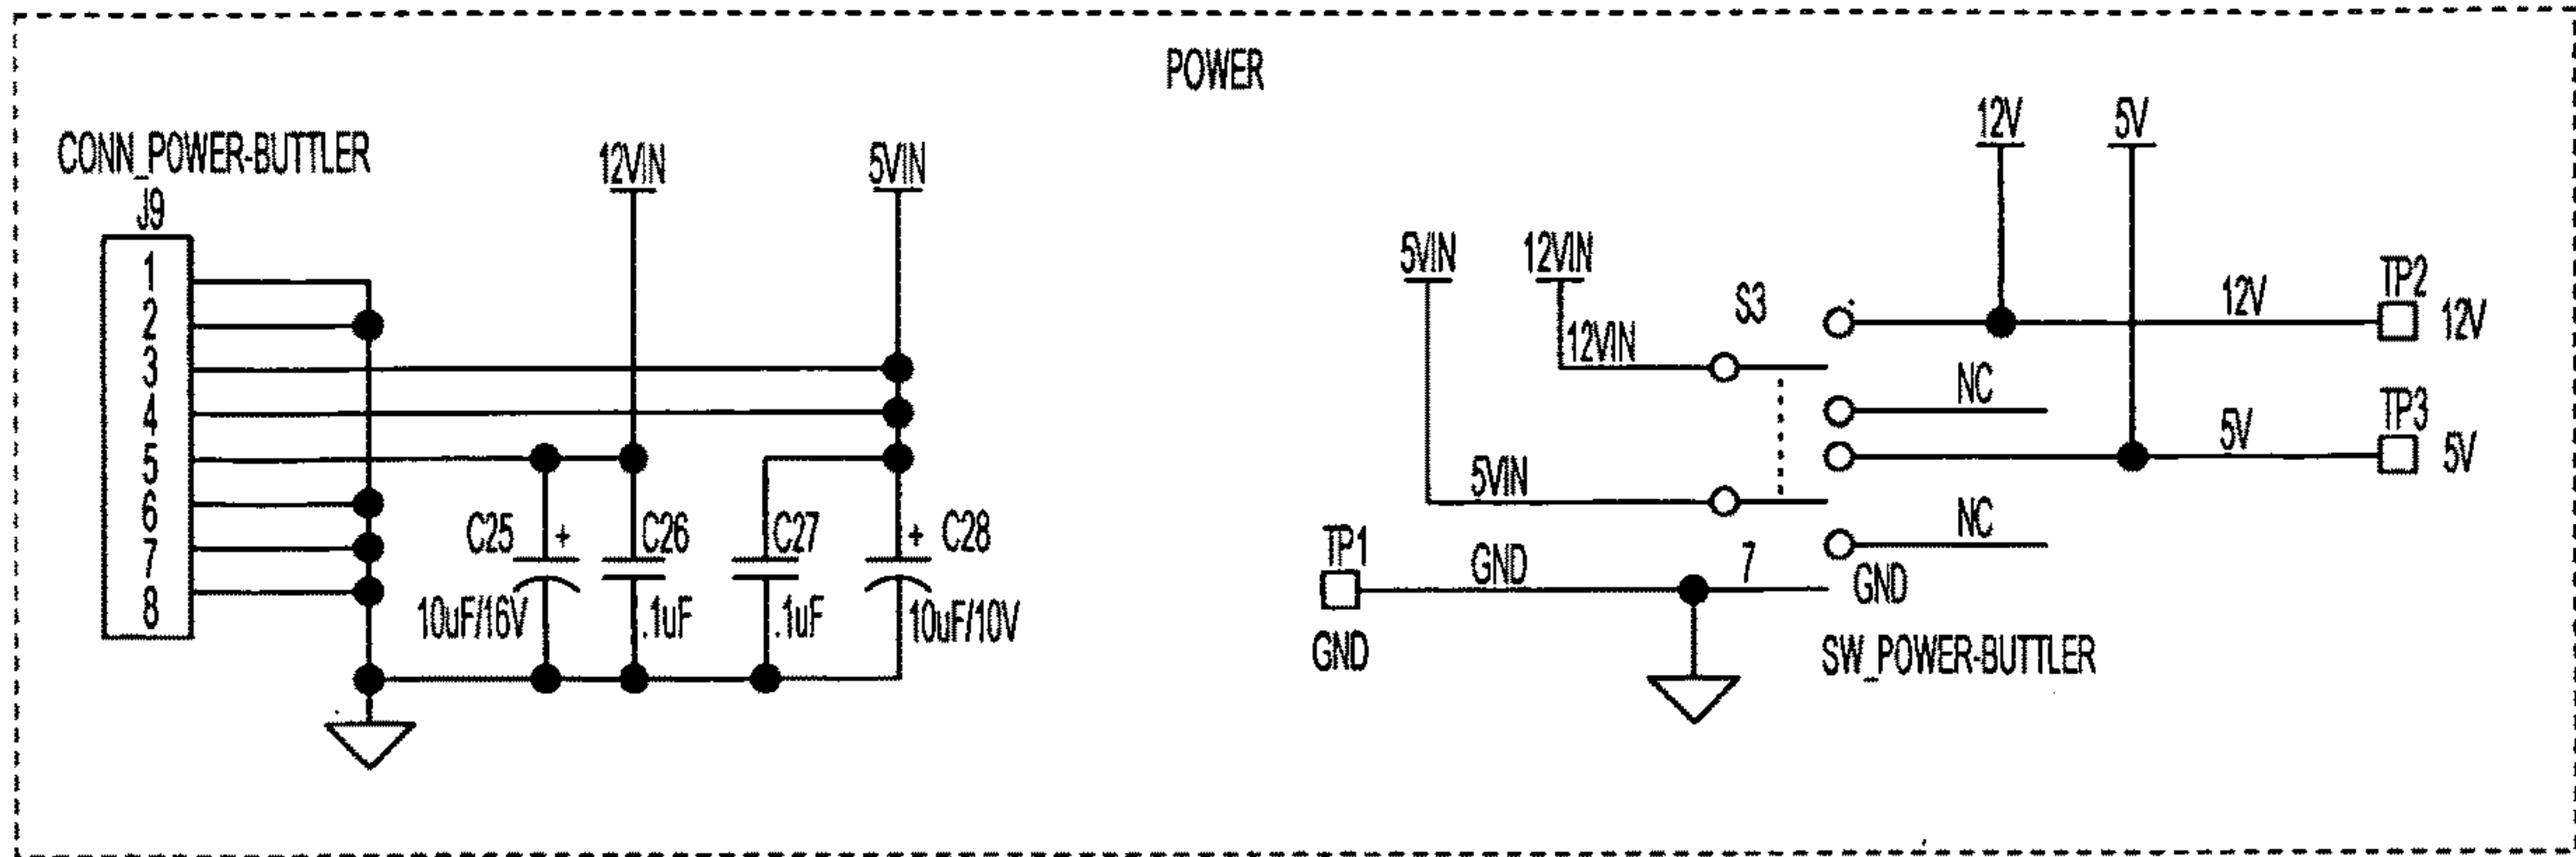 POWER
CONN_POWER-BUTTLER
J9
1
2
3
4
5
6
7
8
12VIN
5VIN
C25
+
10uF/16V
C26
.1uF
C27
.1uF
+
C28
10uF/10V
5VIN
12VIN
12VIN
5VIN
S3
12V
5V
12V
TP2
12V
NC
5V
TP3
5V
NC
TP1
GND
GND
7
GND
SW_POWER-BUTTLER